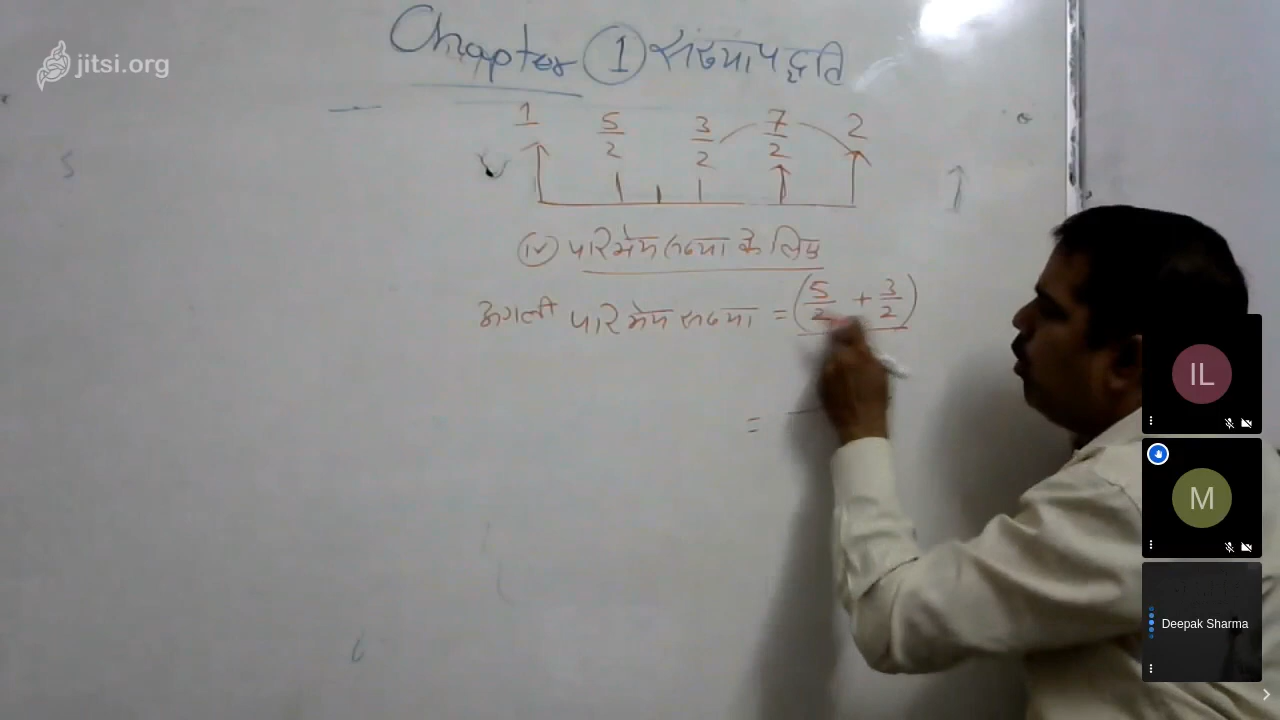 jitsi.org
Chapter 1 संख्या पद्धति
1 5/2 3/2 7/2 2
(iv) परिमेय संख्या के लिए
अगली परिमेय संख्या = (5/2 + 3/2)
=
IL
M
Deepak Sharma